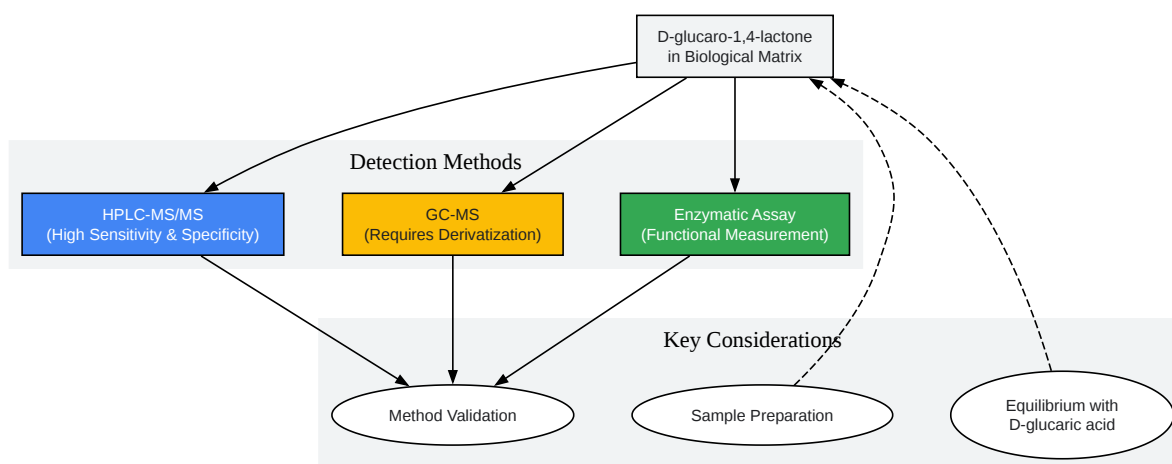 D-glucaro-1,4-lactone
in Biological Matrix
Detection Methods
HPLC-MS/MS
(High Sensitivity & Specificity)
GC-MS
(Requires Derivatization)
Enzymatic Assay
(Functional Measurement)
Key Considerations
Method Validation
Sample Preparation
Equilibrium with
D-glucaric acid